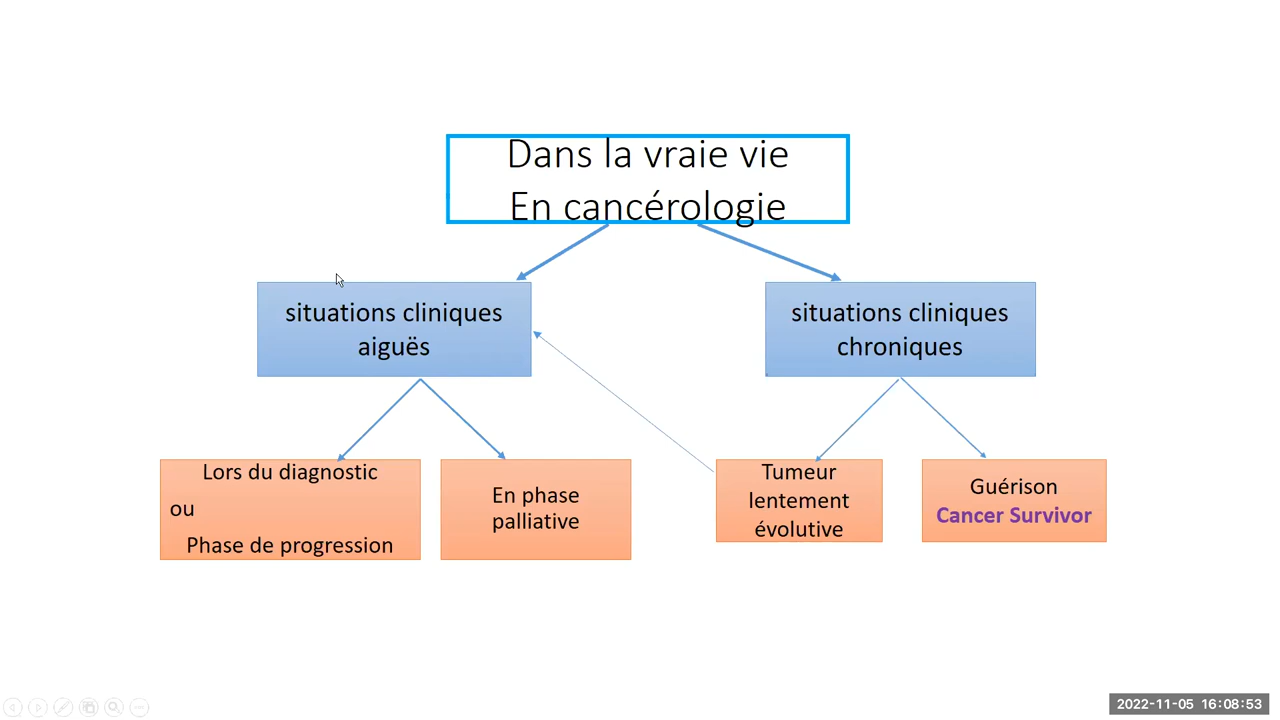 Dans la vraie vie
En cancérologie
situations cliniques
aiguës
situations cliniques
chroniques
Lors du diagnostic
ou
Phase de progression
En phase
palliative
Tumeur
lentement
évolutive
Guérison
Cancer Survivor
2022-11-05 16:08:53